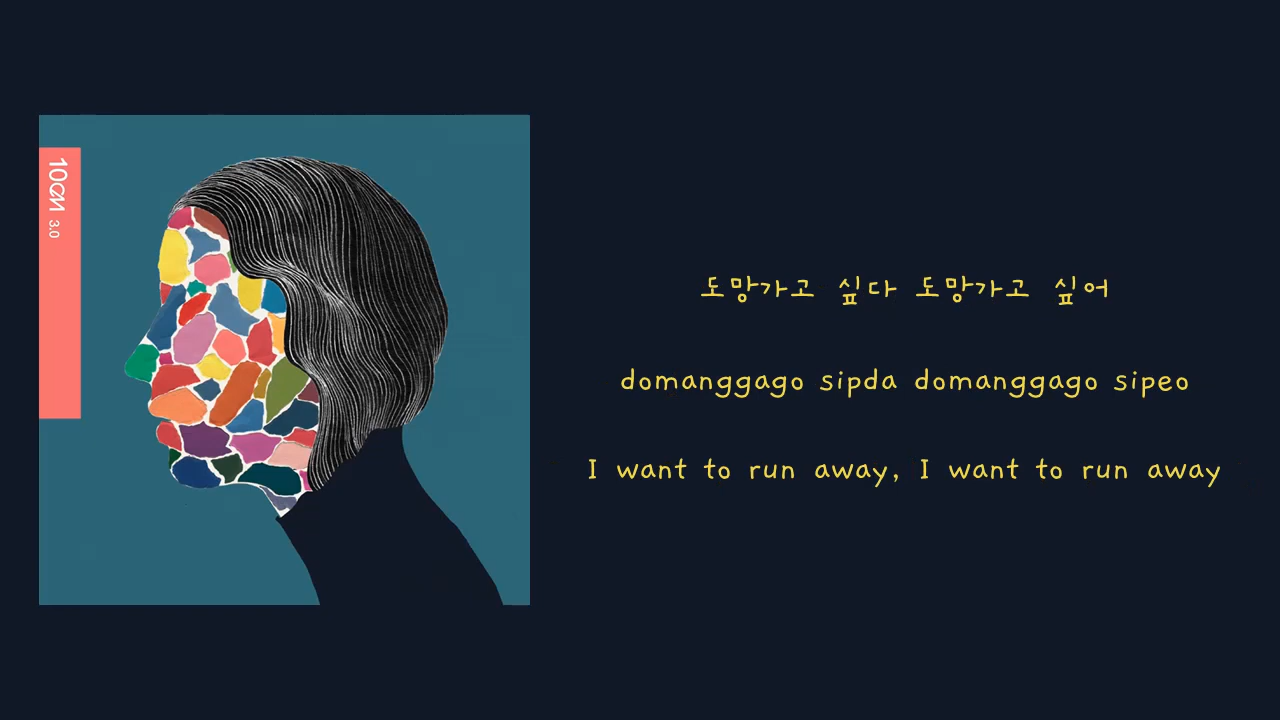 10cm 3.0
도망가고 싶다 도망가고 싶어
domanggago sipda domanggago sipeo
I want to run away, I want to run away